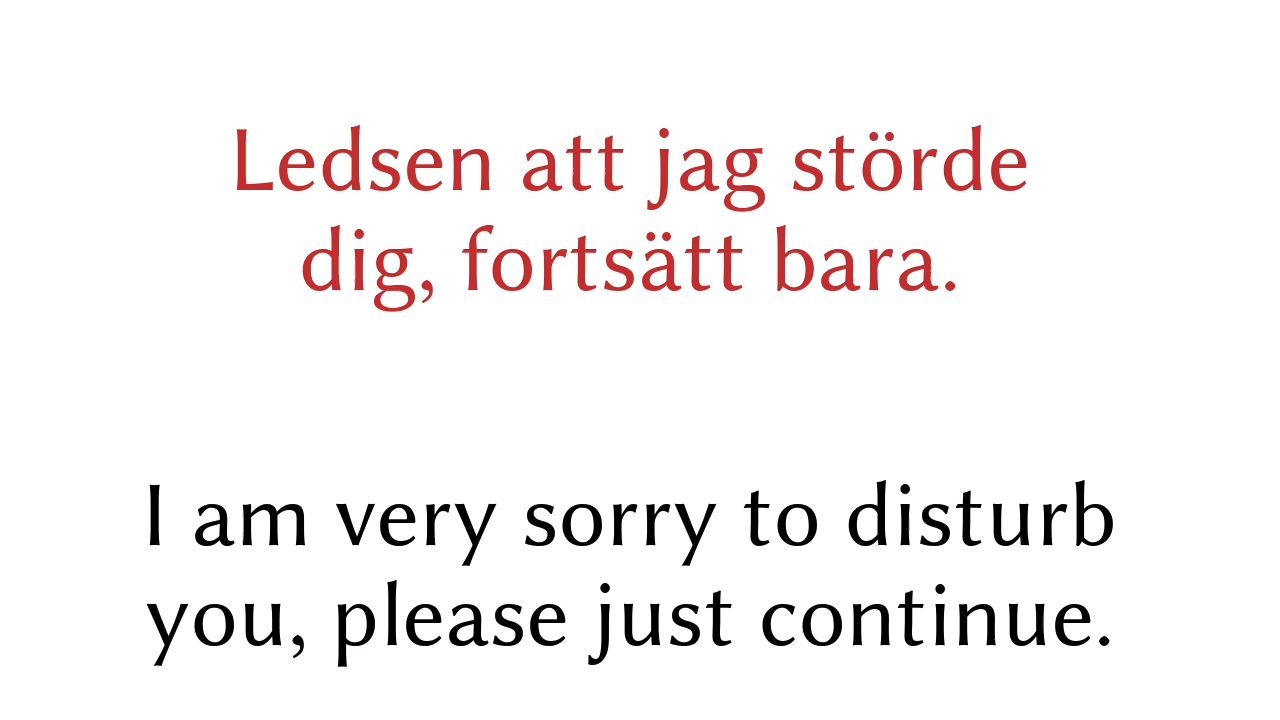 Ledsen att jag störde
dig, fortsätt bara.
I am very sorry to disturb
you, please just continue.